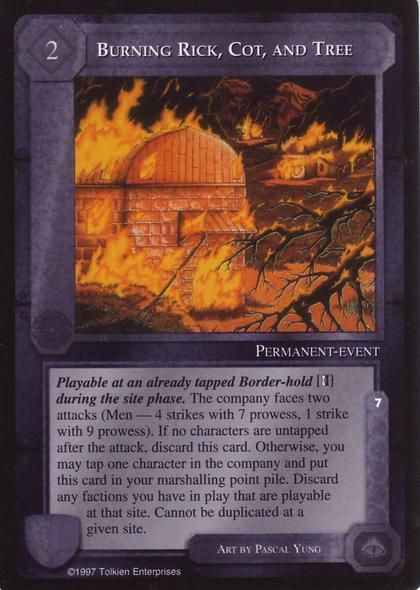 2
BURNING RICK, COT, AND TREE
PERMANENT-EVENT
Playable at an already tapped Border-hold []
during the site phase. The company faces two
attacks (Men — 4 strikes with 7 prowess, 1 strike
with 9 prowess). If no characters are untapped
after the attack, discard this card. Otherwise, you
may tap one character in the company and put
this card in your marshalling point pile. Discard
any factions you have in play that are playable
at that site. Cannot be duplicated at a
given site.
7
ART BY PASCAL YUNG
©1997 Tolkien Enterprises